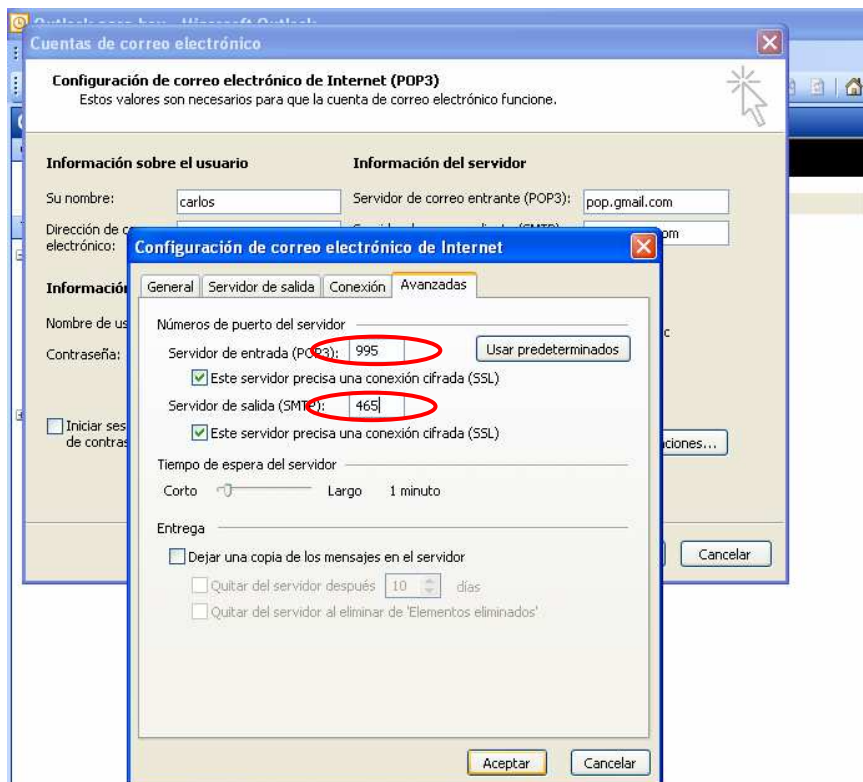 Cuentas de correo electrónico
Configuración de correo electrónico de Internet (POP3)
Estos valores son necesarios para que la cuenta de correo electrónico funcione.
Información sobre el usuario
Información del servidor
Su nombre:
carlos
Servidor de correo entrante (POP3):
pop.gmail.com
Dirección de
electrónico:
Configuración de correo electrónico de Internet
General
Servidor de salida
Conexión
Avanzadas
Información
Nombre de us
Contraseña:
Iniciar ses
de contras
Números de puerto del servidor
Servidor de entrada (POP3):
995
Usar predeterminados
Este servidor precisa una conexión cifrada (SSL)
Servidor de salida (SMTP):
465
Este servidor precisa una conexión cifrada (SSL)
Tiempo de espera del servidor
Corto
Largo
1 minuto
Entrega
Dejar una copia de los mensajes en el servidor
Quitar del servidor después
10
días
Quitar del servidor al eliminar de 'Elementos eliminados'
ciones...
Cancelar
Aceptar
Cancelar